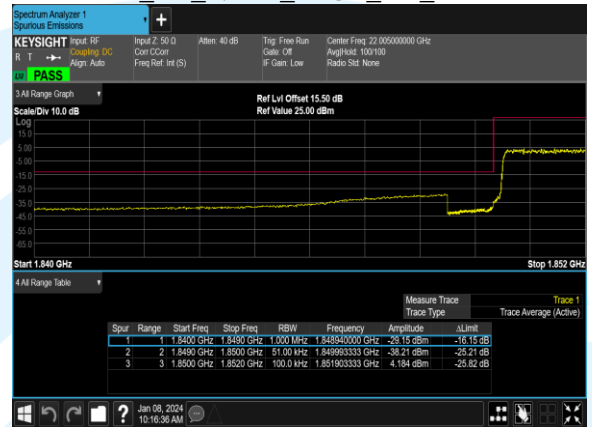 Spectrum Analyzer 1
Spurious Emissions
+
KEYSIGHT Input: RF Input Z: 50 Ω Atten: 40 dB Trig: Free Run Center Freq: 22.005000000 GHz
R T Coupling: DC Corr CCorr Gate: Off Avg|Hold: 100/100
Align: Auto Freq Ref: Int (S) IF Gain: Low Radio Std: None
PASS
3 All Range Graph
Ref Lvl Offset 15.50 dB
Scale/Div 10.0 dB Ref Value 25.00 dBm
Log
15.0
5.00
-5.00
-15.0
-25.0
-35.0
-45.0
-55.0
-65.0
Start 1.840 GHz Stop 1.852 GHz
4 All Range Table
Measure Trace Trace 1
Trace Type Trace Average (Active)
Spur Range Start Freq Stop Freq RBW Frequency Amplitude ΔLimit
1 1 1.8400 GHz 1.8490 GHz 1.000 MHz 1.848940000 GHz -29.15 dBm -16.15 dB
2 2 1.8490 GHz 1.8500 GHz 51.00 kHz 1.849993333 GHz -38.21 dBm -25.21 dB
3 3 1.8500 GHz 1.8520 GHz 100.0 kHz 1.851903333 GHz 4.184 dBm -25.82 dB
? Jan 08, 2024
10:16:36 AM